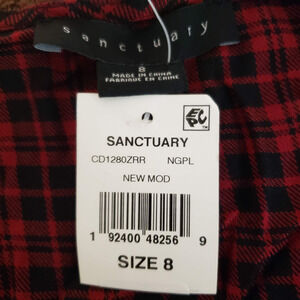 sanctuary
8
MADE IN CHINA
FABRIQUÉ EN CHINE
SANCTUARY
CD1280ZRR NGPL
NEW MOD
1 92400 48256 9
SIZE 8